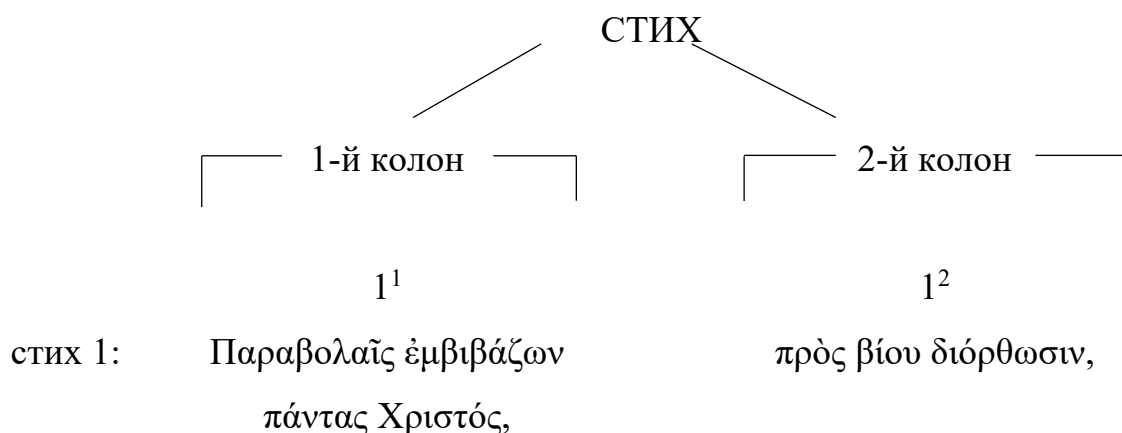 СТИХ
1-й колон 2-й колон
1¹ 1²
стих 1: Παραβολαῖς ἐμβιβάζων πρὸς βίου διόρθωσιν,
πάντας Χριστός,